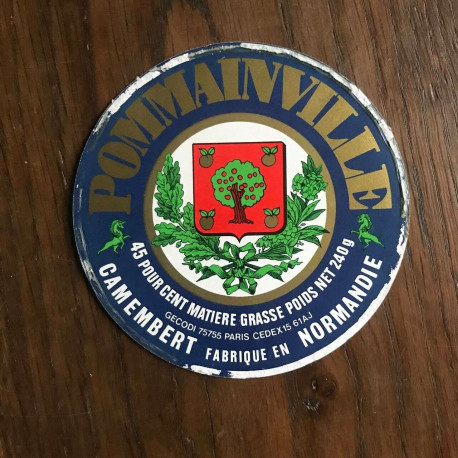 POMMAINVILLE
45 POUR CENT MATIERE GRASSE POIDS NET 240g
GECODI 75755 PARIS CEDEX15 61AJ
CAMEMBERT FABRIQUE EN NORMANDIE